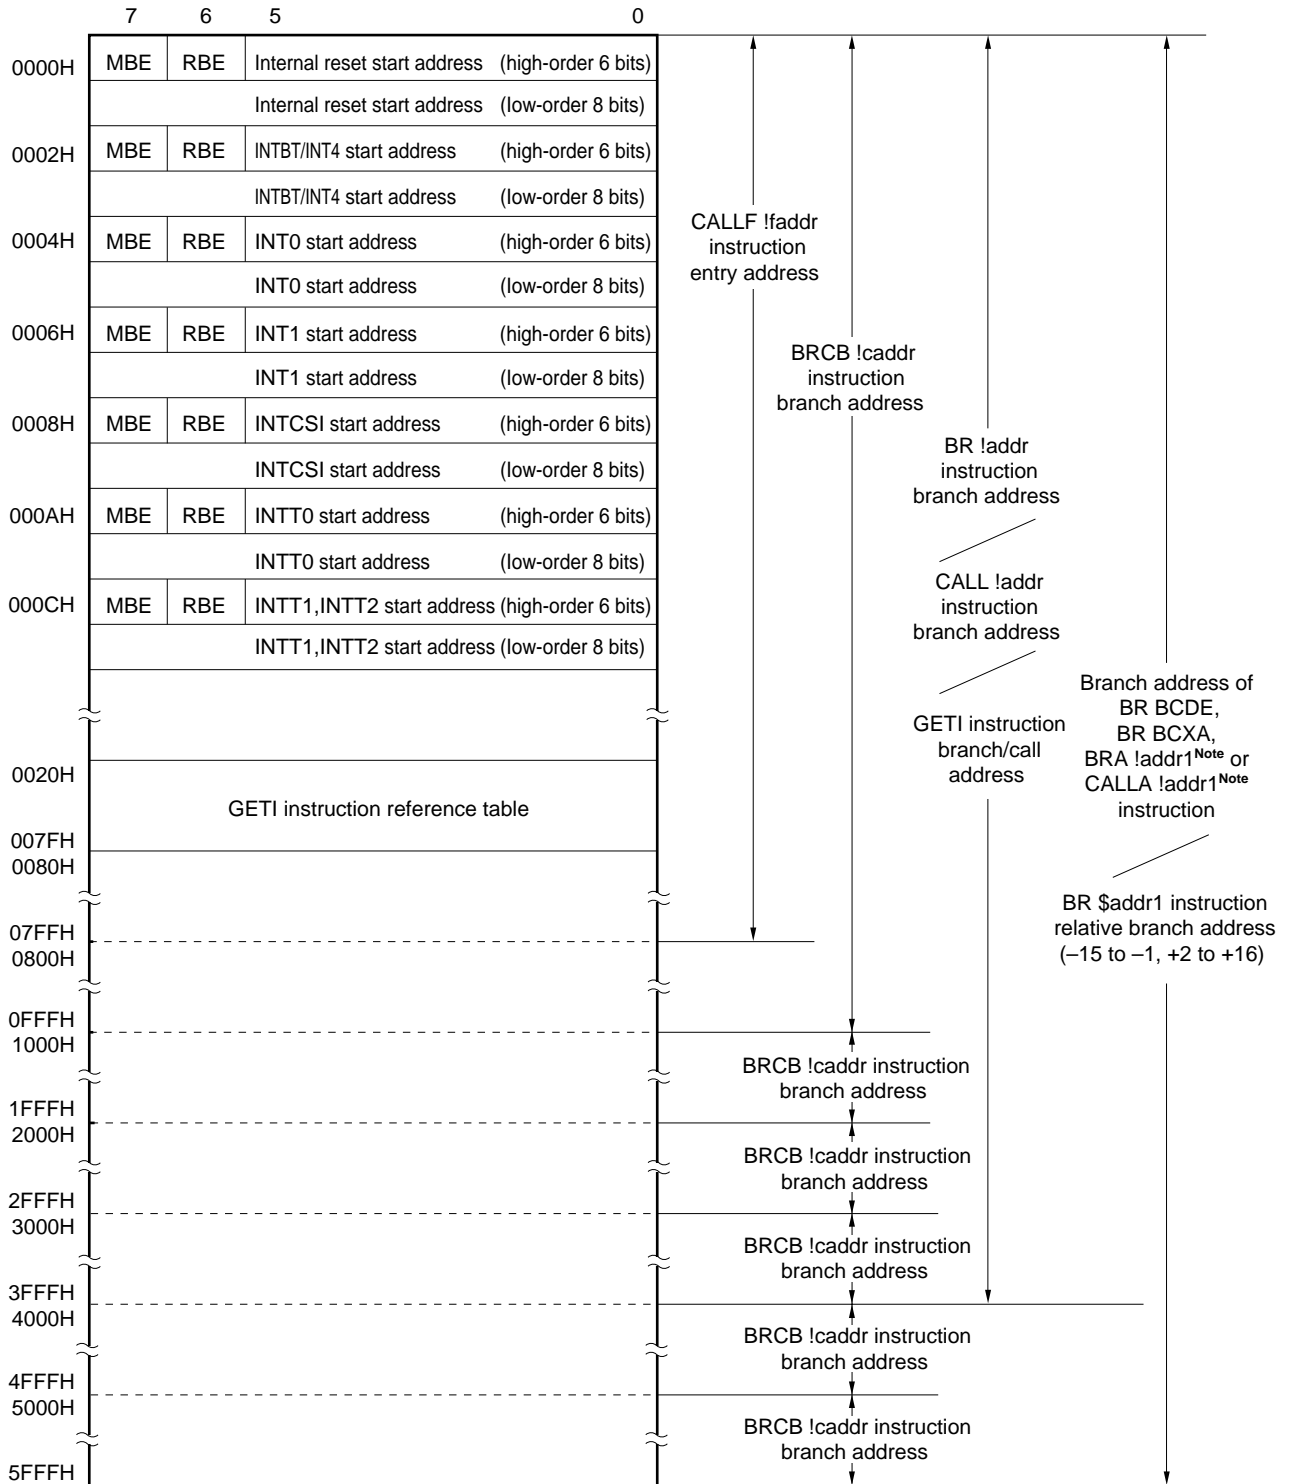 7 6 5 0
0000H MBE RBE Internal reset start address (high-order 6 bits)
Internal reset start address (low-order 8 bits)
0002H MBE RBE INTBT/INT4 start address (high-order 6 bits)
INTBT/INT4 start address (low-order 8 bits)
0004H MBE RBE INT0 start address (high-order 6 bits)
INT0 start address (low-order 8 bits)
0006H MBE RBE INT1 start address (high-order 6 bits)
INT1 start address (low-order 8 bits)
0008H MBE RBE INTCSI start address (high-order 6 bits)
INTCSI start address (low-order 8 bits)
000AH MBE RBE INTT0 start address (high-order 6 bits)
INTT0 start address (low-order 8 bits)
000CH MBE RBE INTT1,INTT2 start address (high-order 6 bits)
INTT1,INTT2 start address (low-order 8 bits)
0020H
GETI instruction reference table
007FH
0080H
07FFH
0800H
0FFFH
1000H
1FFFH
2000H
2FFFH
3000H
3FFFH
4000H
4FFFH
5000H
5FFFH
CALLF !faddr
instruction
entry address
BRCB !caddr
instruction
branch address
BRCB !caddr instruction
branch address
BRCB !caddr instruction
branch address
BRCB !caddr instruction
branch address
BRCB !caddr instruction
branch address
BRCB !caddr instruction
branch address
BR !addr
instruction
branch address
CALL !addr
instruction
branch address
GETI instruction
branch/call
address
Branch address of
BR BCDE,
BR BCXA,
BRA !addr1Note or
CALLA !addr1Note
instruction
BR $addr1 instruction
relative branch address
(–15 to –1, +2 to +16)